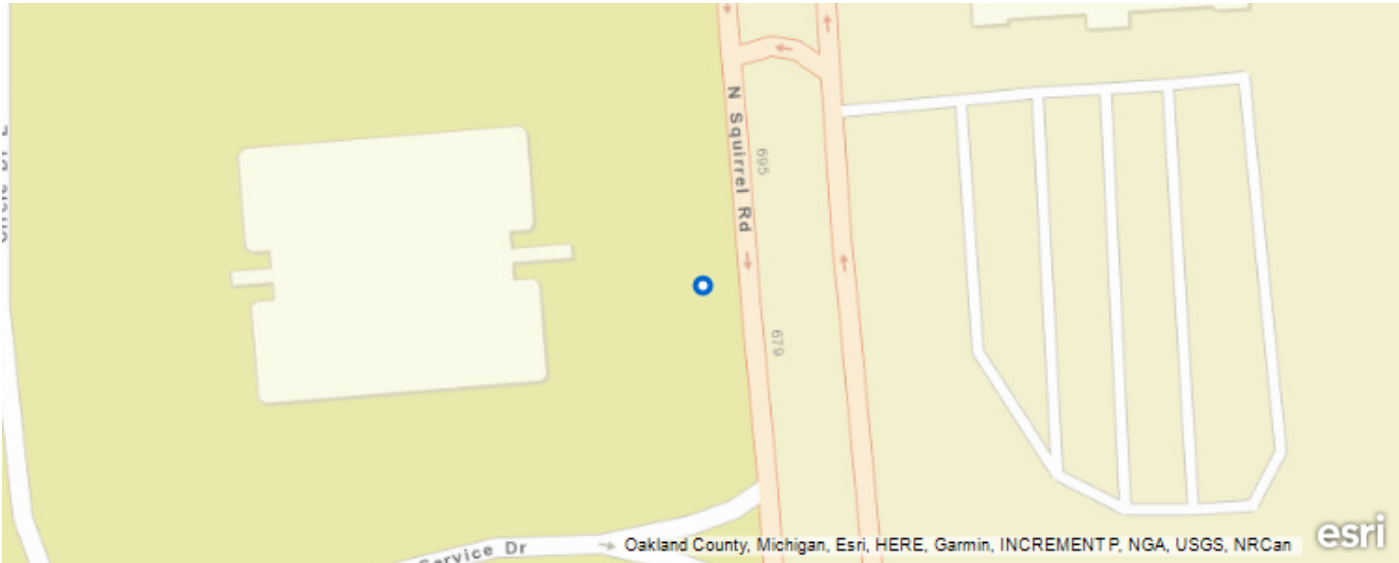 N Squirrel Rd
695
679
Service Dr
Oakland County, Michigan, Esri, HERE, Garmin, INCREMENT P, NGA, USGS, NRCan
esri